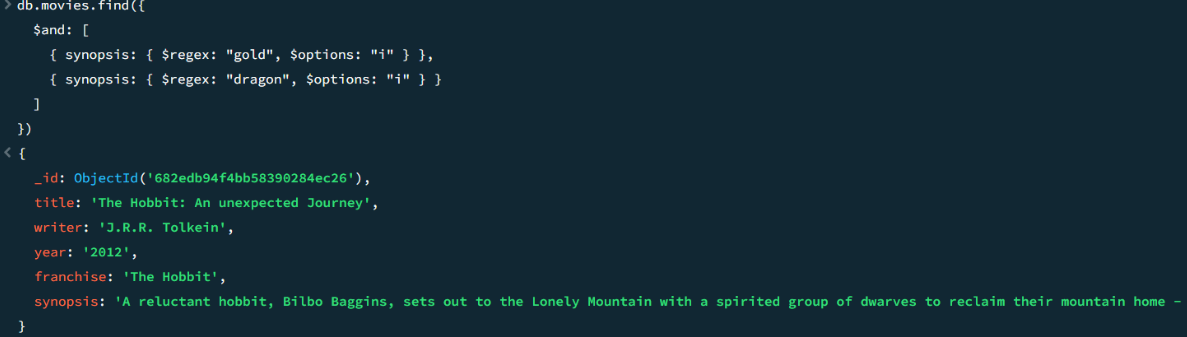 db.movies.find({
$and: [
{ synopsis: { $regex: "gold", $options: "i" } },
{ synopsis: { $regex: "dragon", $options: "i" } }
]
})
{
_id: ObjectId('682edb94f4bb58390284ec26'),
title: 'The Hobbit: An unexpected Journey',
writer: 'J.R.R. Tolkein',
year: '2012',
franchise: 'The Hobbit',
synopsis: 'A reluctant hobbit, Bilbo Baggins, sets out to the Lonely Mountain with a spirited group of dwarves to reclaim their mountain home -
}